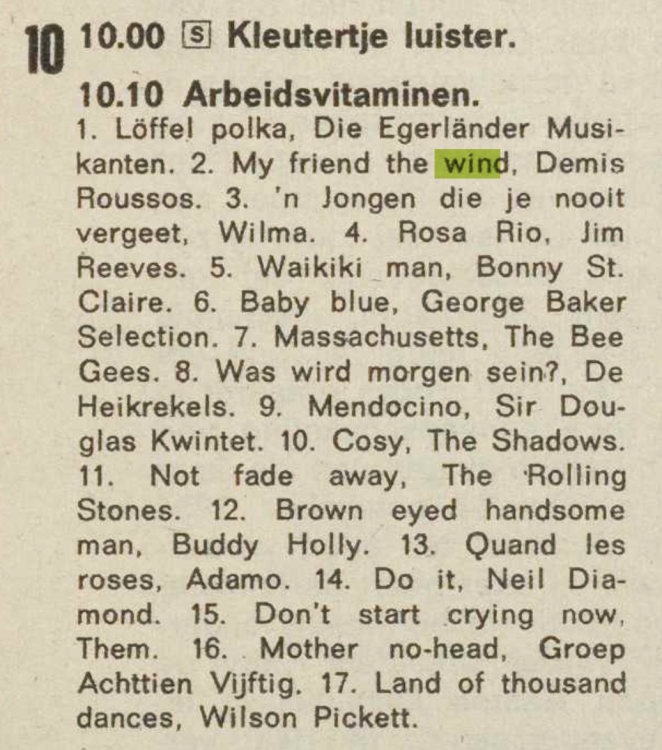 10 10.00 S Kleutertje luister.
10.10 Arbeidsvitaminen.
1. Löffel polka, Die Egerländer Musi-
kanten. 2. My friend the wind, Demis
Roussos. 3. 'n Jongen die je nooit
vergeet, Wilma. 4. Rosa Rio, Jim
Reeves. 5. Waikiki man, Bonny St.
Claire. 6. Baby blue, George Baker
Selection. 7. Massachusetts, The Bee
Gees. 8. Was wird morgen sein?, De
Heikrekels. 9. Mendocino, Sir Dou-
glas Kwintet. 10. Cosy, The Shadows.
11. Not fade away, The Rolling
Stones. 12. Brown eyed handsome
man, Buddy Holly. 13. Quand les
roses, Adamo. 14. Do it, Neil Dia-
mond. 15. Don't start crying now,
Them. 16. Mother no-head, Groep
Achttien Vijftig. 17. Land of thousand
dances, Wilson Pickett.